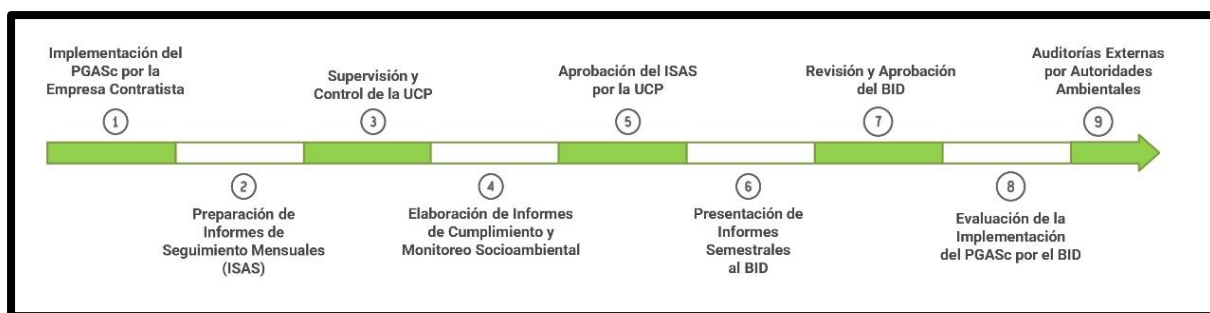 Implementación del
PGASc por la
Empresa Contratista
1
2
Preparación de
Informes de
Seguimiento Mensuales
(ISAS)
Supervisión y
Control de la UCP
3
4
Elaboración de Informes
de Cumplimiento y
Monitoreo Socioambiental
Aprobación del ISAS
por la UCP
5
6
Presentación de
Informes
Semestrales
al BID
Revisión y Aprobación
del BID
7
8
Evaluación de la
Implementación
del PGASc por el BID
Auditorías Externas
por Autoridades
Ambientales
9